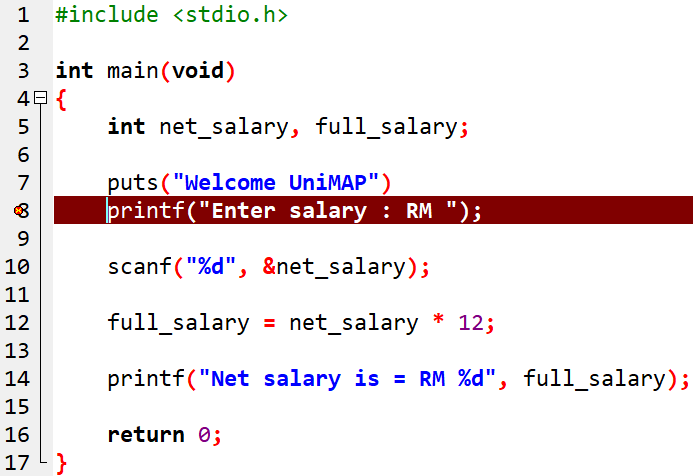 1 #include <stdio.h>
2
3 int main(void)
4 {
5 int net_salary, full_salary;
6
7 puts("Welcome UniMAP")
8 printf("Enter salary : RM ");
9
10 scanf("%d", &net_salary);
11
12 full_salary = net_salary * 12;
13
14 printf("Net salary is = RM %d", full_salary);
15
16 return 0;
17 }